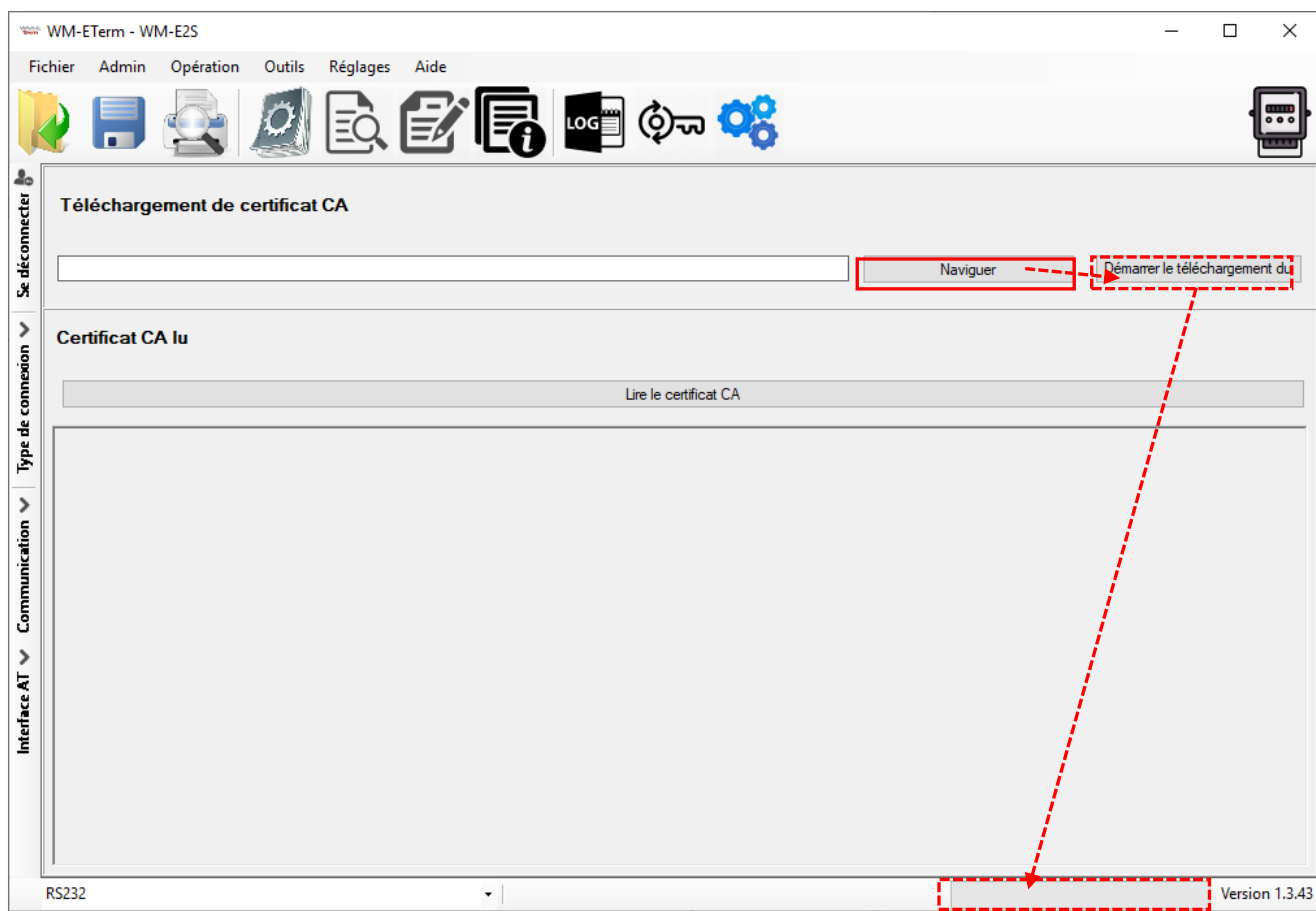 WM-ETerm - WM-E2S
Fichier Admin Opération Outils Réglages Aide
LOG
Se déconnecter
Type de connexion
Communication
Interface AT
Téléchargement de certificat CA
Naviguer
Démarrer le téléchargement du
Certificat CA lu
Lire le certificat CA
RS232
Version 1.3.43